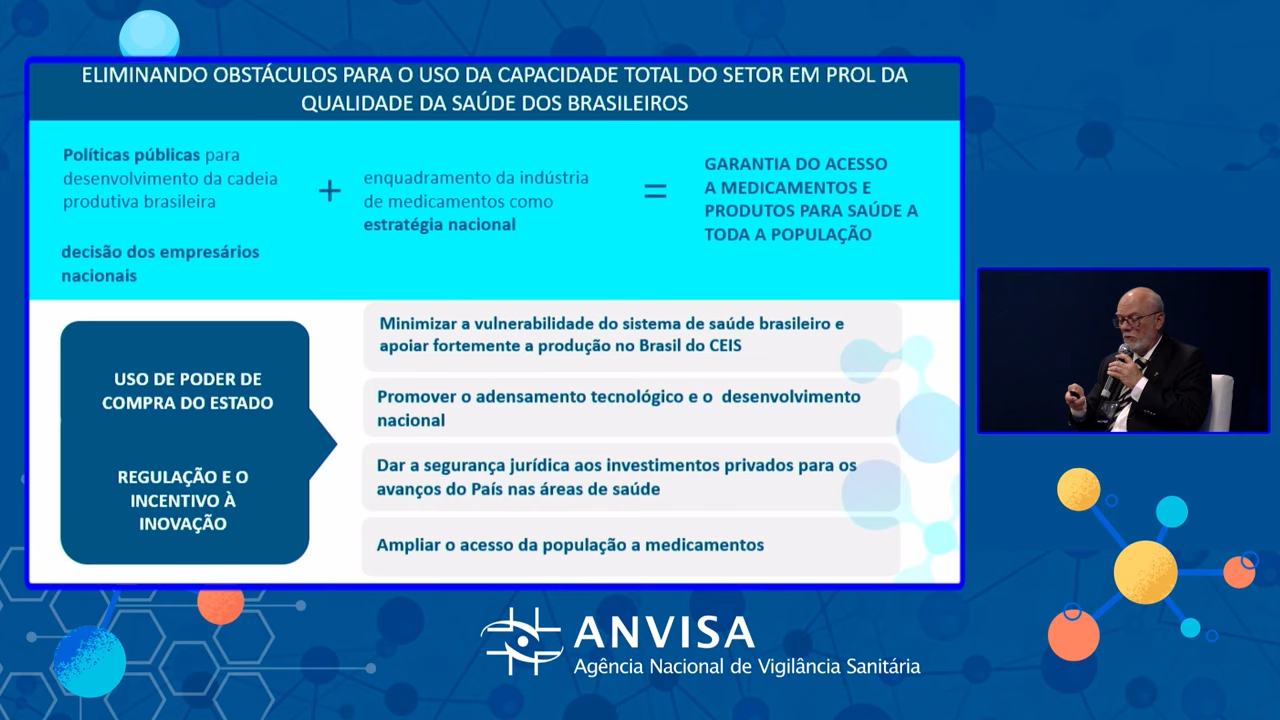 ELIMINANDO OBSTÁCULOS PARA O USO DA CAPACIDADE TOTAL DO SETOR EM PROL DA
QUALIDADE DA SAÚDE DOS BRASILEIROS
Políticas públicas para
desenvolvimento da cadeia
produtiva brasileira
decisão dos empresários
nacionais
+
enquadramento da indústria
de medicamentos como
estratégia nacional
=
GARANTIA DO ACESSO
A MEDICAMENTOS E
PRODUTOS PARA SAÚDE A
TODA A POPULAÇÃO
USO DE PODER DE
COMPRA DO ESTADO
REGULAÇÃO E O
INCENTIVO À
INOVAÇÃO
Minimizar a vulnerabilidade do sistema de saúde brasileiro e
apoiar fortemente a produção no Brasil do CEIS
Promover o adensamento tecnológico e o desenvolvimento
nacional
Dar a segurança jurídica aos investimentos privados para os
avanços do País nas áreas de saúde
Ampliar o acesso da população a medicamentos
ANVISA
Agência Nacional de Vigilância Sanitária